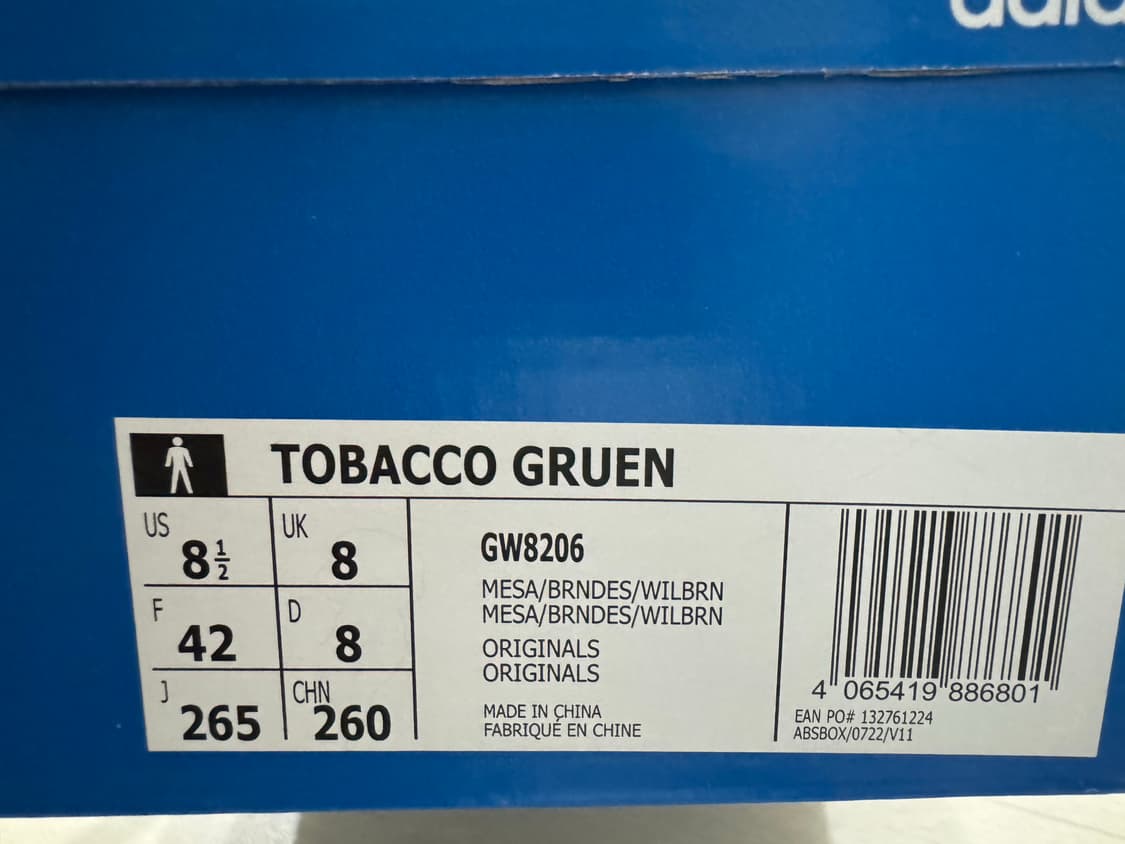 adida
TOBACCO GRUEN
US 8½
UK 8
F 42
D 8
J 265
CHN 260
GW8206
MESA/BRNDES/WILBRN
MESA/BRNDES/WILBRN
ORIGINALS
ORIGINALS
MADE IN CHINA
FABRIQUÉ EN CHINE
4 065419 886801
EAN PO# 132761224
ABSBOX/0722/V11